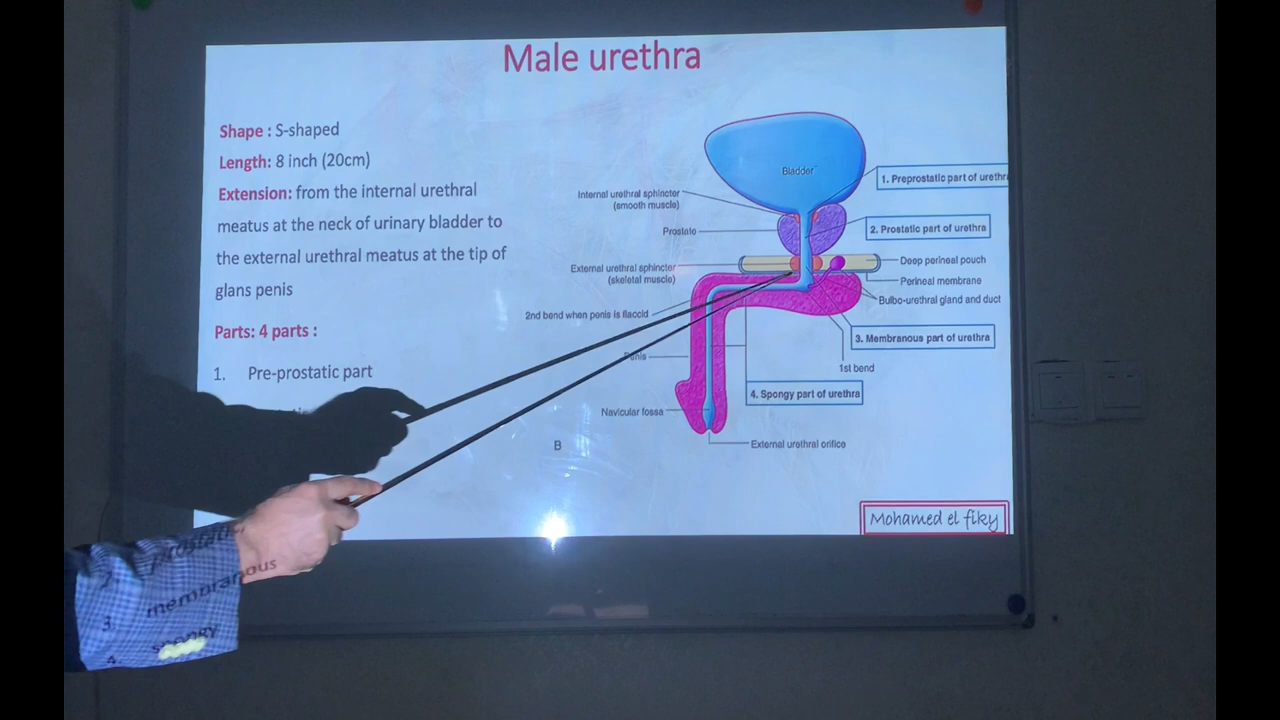 Male urethra
Shape : S-shaped
Length: 8 inch (20cm)
Extension: from the internal urethral
meatus at the neck of urinary bladder to
the external urethral meatus at the tip of
glans penis
Parts: 4 parts :
1. Pre-prostatic part
prostatic
3. membranous
4. spongy
Bladder
1. Preprostatic part of urethra
Internal urethral sphincter
(smooth muscle)
Prostate
2. Prostatic part of urethra
External urethral sphincter
(skeletal muscle)
Deep perineal pouch
Perineal membrane
Bulbo-urethral gland and duct
2nd bend when penis is flaccid
3. Membranous part of urethra
Penis
1st bend
4. Spongy part of urethra
Navicular fossa
External urethral orifice
B
Mohamed el fiky